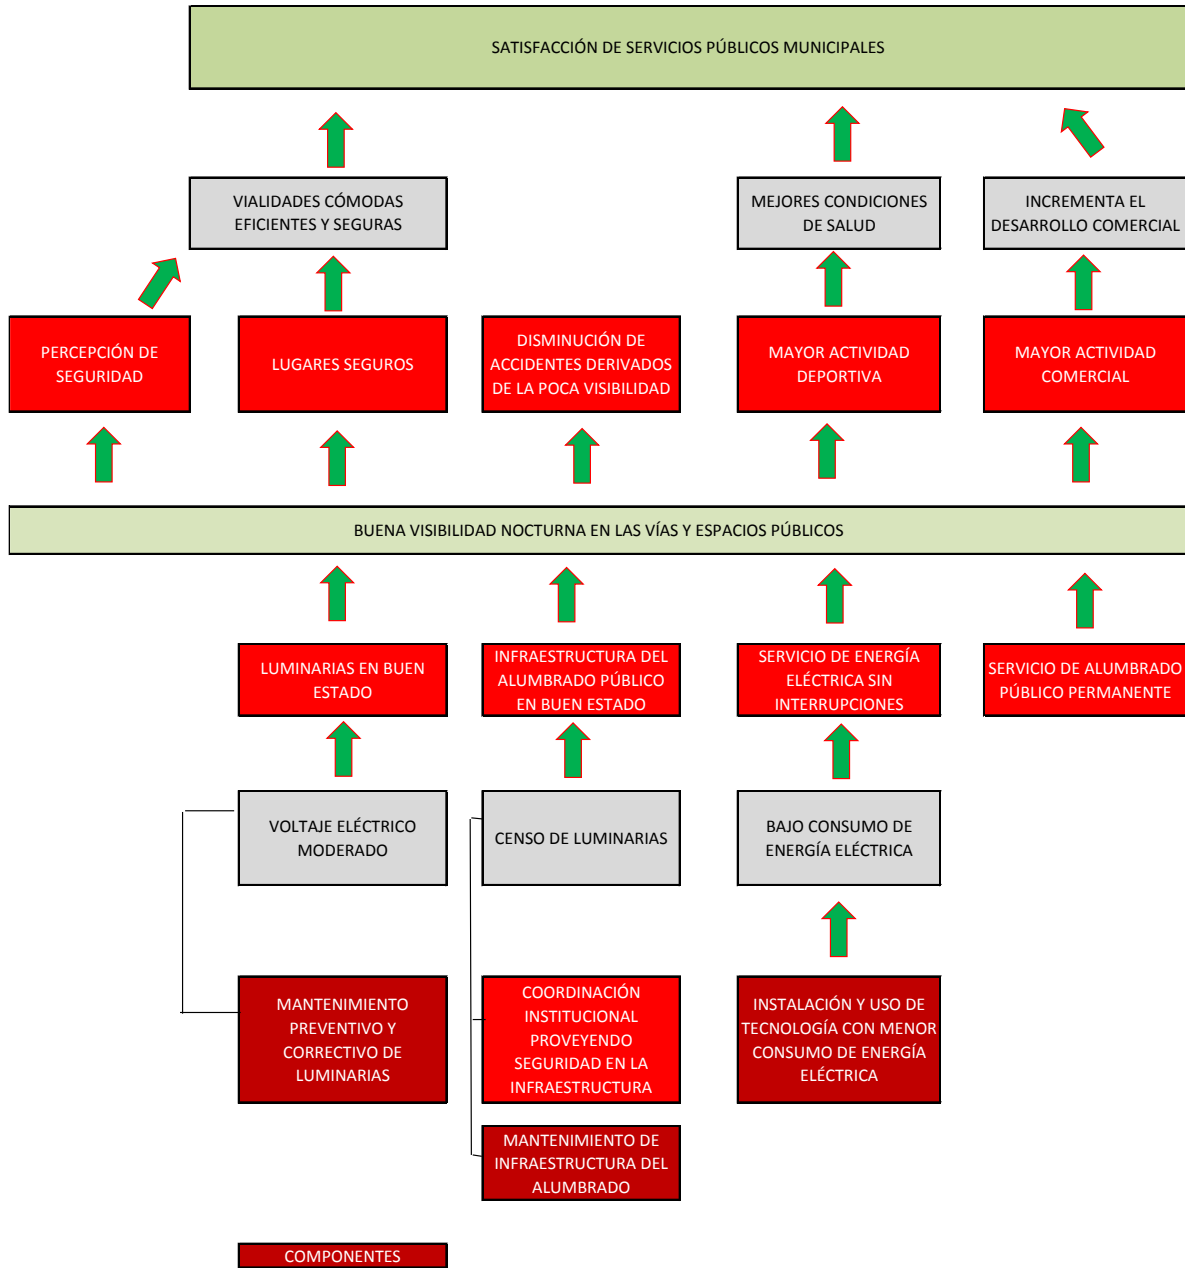 SATISFACCIÓN DE SERVICIOS PÚBLICOS MUNICIPALES
VIALIDADES CÓMODAS
EFICIENTES Y SEGURAS
MEJORES CONDICIONES
DE SALUD
INCREMENTA EL
DESARROLLO COMERCIAL
PERCEPCIÓN DE
SEGURIDAD
LUGARES SEGUROS
DISMINUCIÓN DE
ACCIDENTES DERIVADOS
DE LA POCA VISIBILIDAD
MAYOR ACTIVIDAD
DEPORTIVA
MAYOR ACTIVIDAD
COMERCIAL
BUENA VISIBILIDAD NOCTURNA EN LAS VÍAS Y ESPACIOS PÚBLICOS
LUMINARIAS EN BUEN
ESTADO
INFRAESTRUCTURA DEL
ALUMBRADO PÚBLICO
EN BUEN ESTADO
SERVICIO DE ENERGÍA
ELÉCTRICA SIN
INTERRUPCIONES
SERVICIO DE ALUMBRADO
PÚBLICO PERMANENTE
VOLTAJE ELÉCTRICO
MODERADO
CENSO DE LUMINARIAS
BAJO CONSUMO DE
ENERGÍA ELÉCTRICA
MANTENIMIENTO
PREVENTIVO Y
CORRECTIVO DE
LUMINARIAS
COORDINACIÓN
INSTITUCIONAL
PROVEYENDO
SEGURIDAD EN LA
INFRAESTRUCTURA
INSTALACIÓN Y USO DE
TECNOLOGÍA CON MENOR
CONSUMO DE ENERGÍA
ELÉCTRICA
MANTENIMIENTO DE
INFRAESTRUCTURA DEL
ALUMBRADO
COMPONENTES